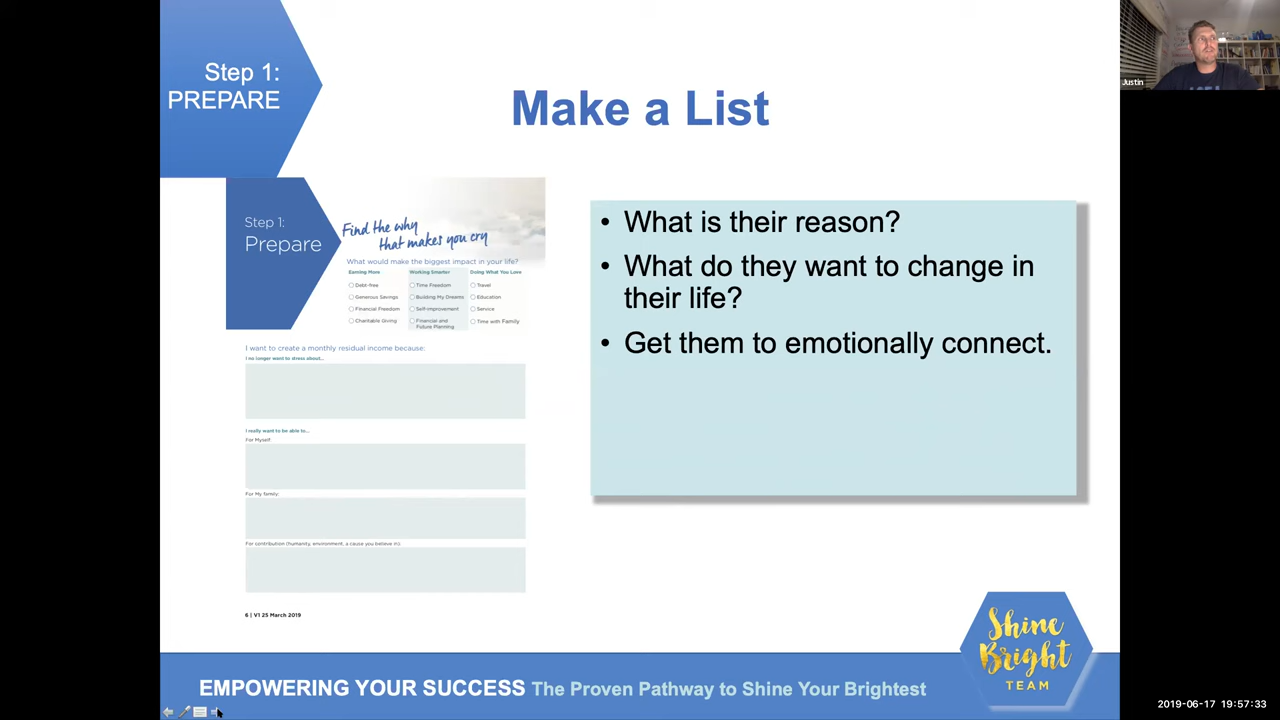 Step 1:
PREPARE
Make a List
Justin
Step 1:
Prepare
Find the why
that makes you cry
What would make the biggest impact in your life?
Earning More Working Smarter Doing What You Love
Debt-free Time Freedom Travel
Generous Savings Building My Dreams Education
Financial Freedom Self-improvement Service
Charitable Giving Financial and Time with Family
Future Planning
I want to create a monthly residual income because:
I no longer want to stress about...
I really want to be able to...
For Myself:
For My family:
For contribution (humanity, environment, a cause you believe in):
6 | V1 25 March 2019
• What is their reason?
• What do they want to change in
their life?
• Get them to emotionally connect.
Shine
Bright
TEAM
EMPOWERING YOUR SUCCESS The Proven Pathway to Shine Your Brightest
2019-06-17 19:57:33